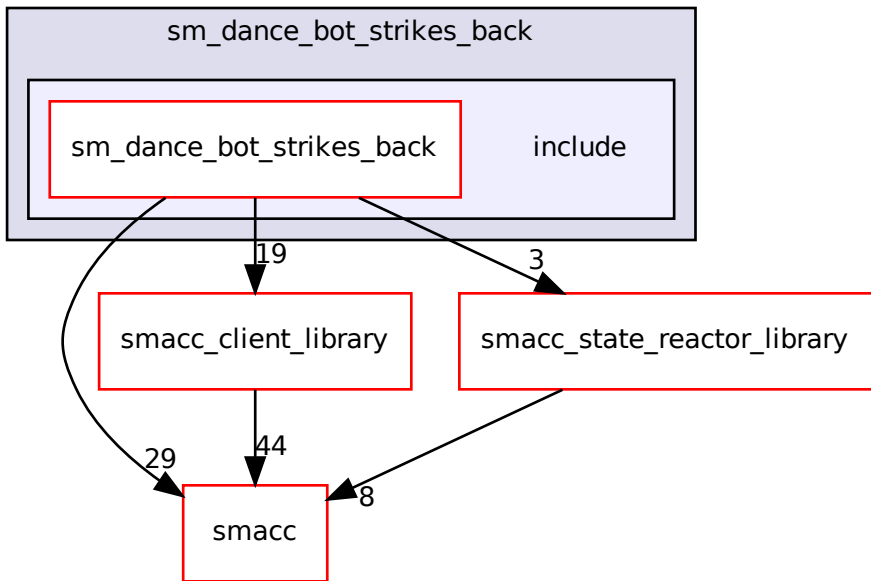 sm_dance_bot_strikes_back
sm_dance_bot_strikes_back
include
19
3
smacc_client_library
smacc_state_reactor_library
29
44
8
smacc